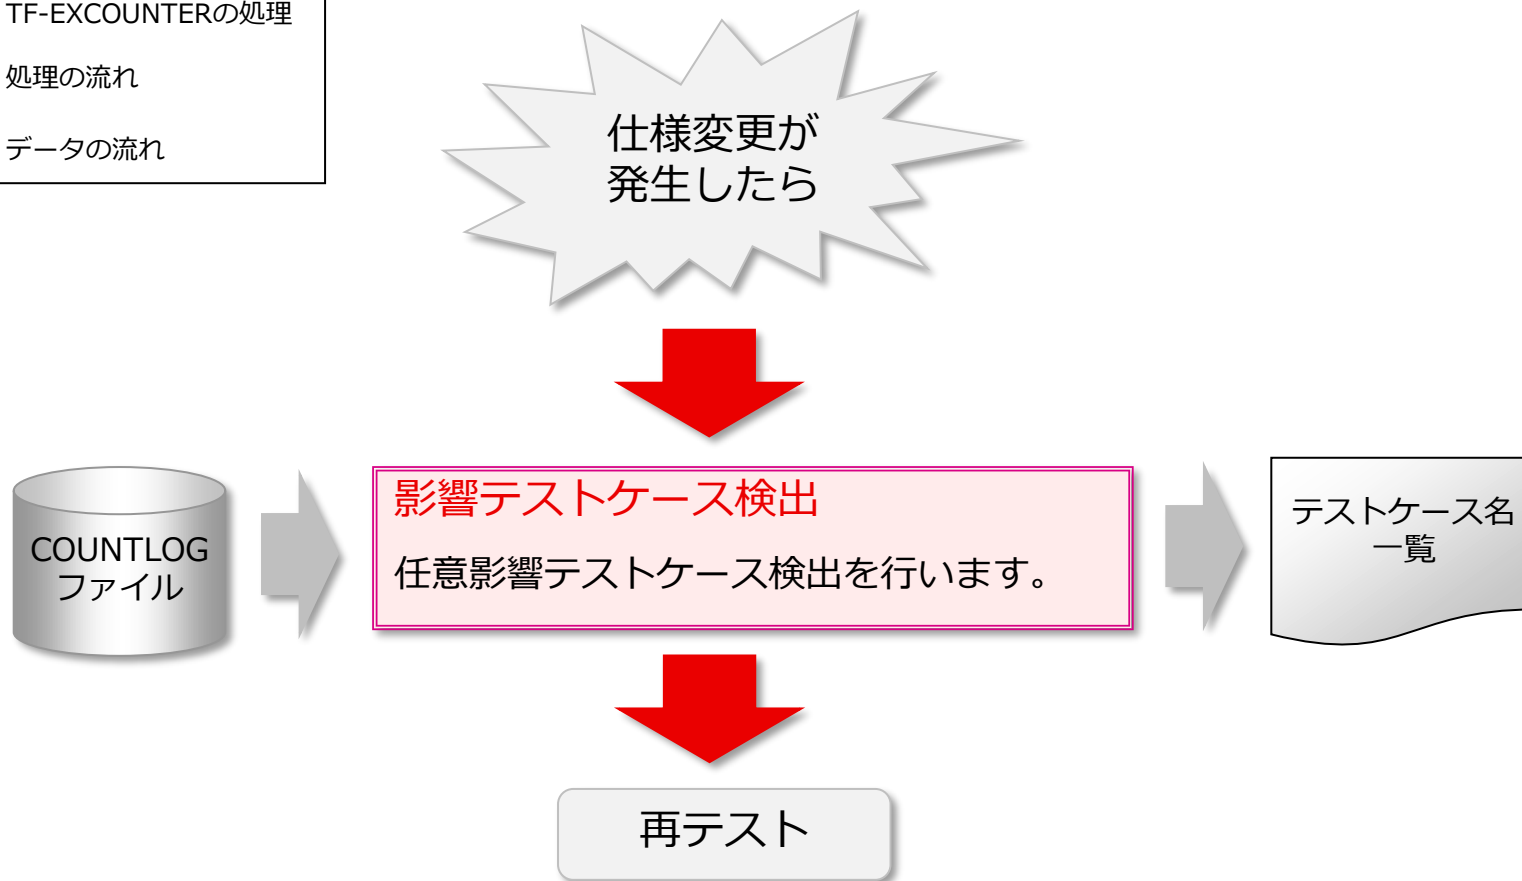 TF-EXCOUNTERの処理
処理の流れ
データの流れ
仕様変更が
発生したら
COUNTLOG
ファイル
影響テストケース検出
任意影響テストケース検出を行います。
テストケース名
一覧
再テスト